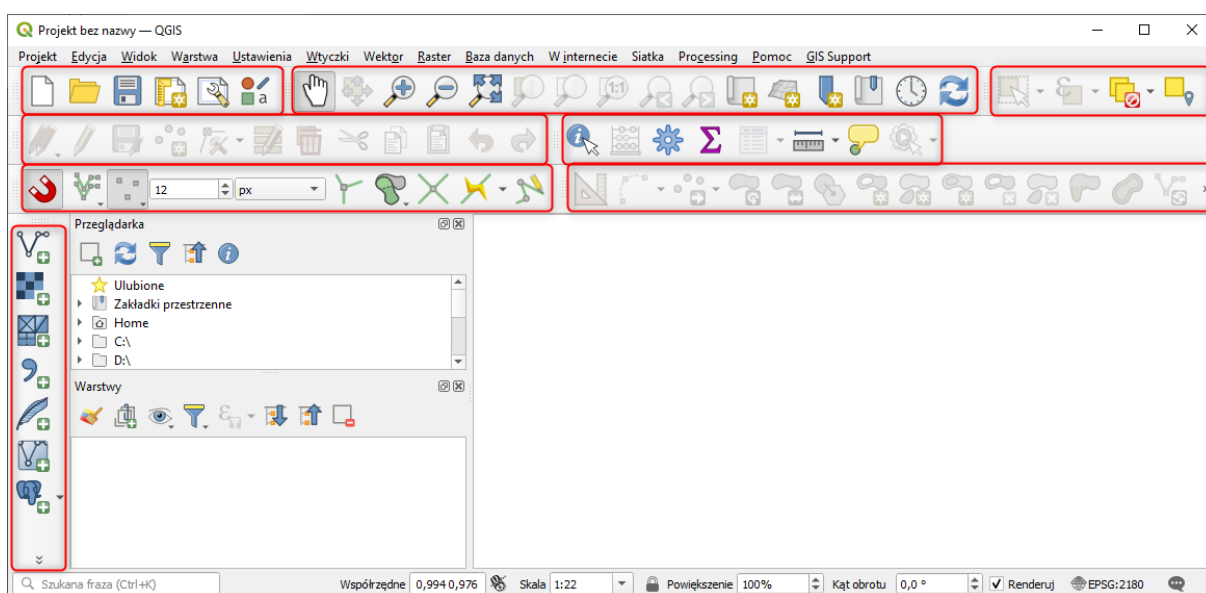 Projekt bez nazwy — QGIS
Projekt Edycja Widok Warstwa Ustawienia Wtyczki Wektor Raster Baza danych W internecie Siatka Processing Pomoc GIS Support
a
1:1
12 px
Przeglądarka
Ulubione
Zakładki przestrzenne
Home
C:\
D:\
Warstwy
Szukana fraza (Ctrl+K) Współrzędne 0,994 0,976 Skala 1:22 Powiększenie 100% Kąt obrotu 0,0 ° Renderuj EPSG:2180